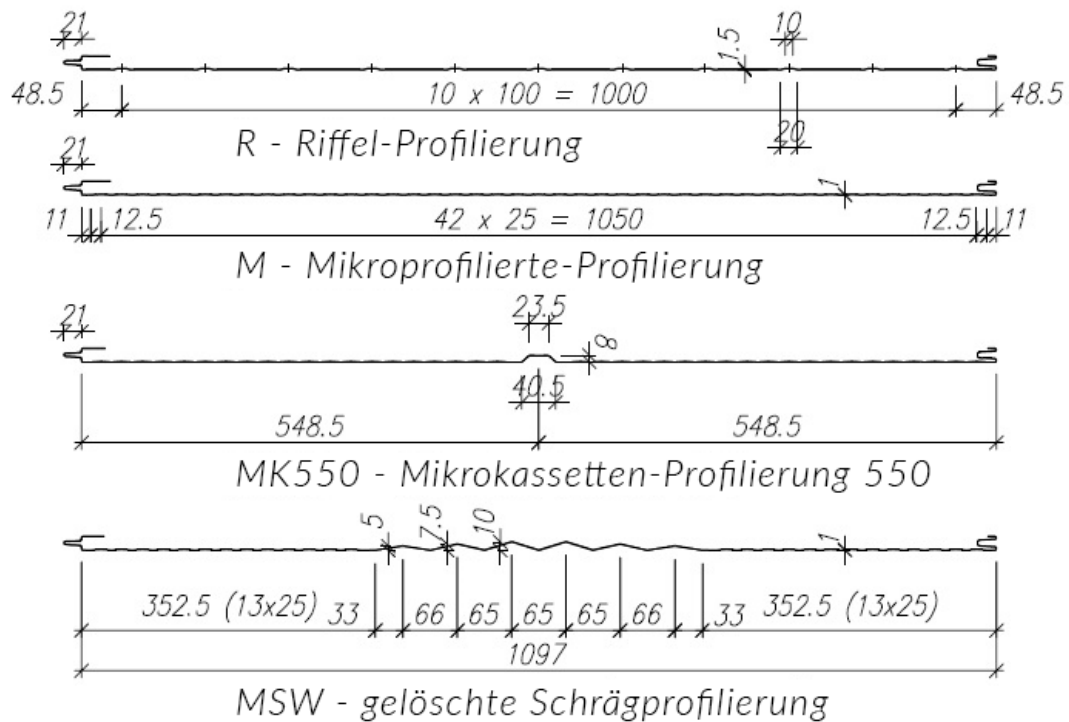 21 10
1.5
48.5 10 x 100 = 1000 48.5
20
R - Riffel-Profilierung
21
1
11 12.5 42 x 25 = 1050 12.5 11
M - Mikroprofilierte-Profilierung
23.5
21
8
40.5
548.5 548.5
MK550 - Mikrokassetten-Profilierung 550
5 7.5 10 1
352.5 (13x25) 33 66 65 65 65 66 33 352.5 (13x25)
1097
MSW - gelöschte Schrägprofilierung